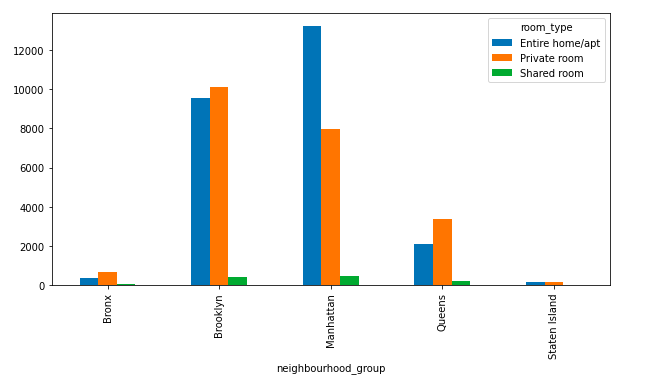 room_type
Entire home/apt
Private room
Shared room
12000
10000
8000
6000
4000
2000
0
Bronx
Brooklyn
Manhattan
Queens
Staten Island
neighbourhood_group